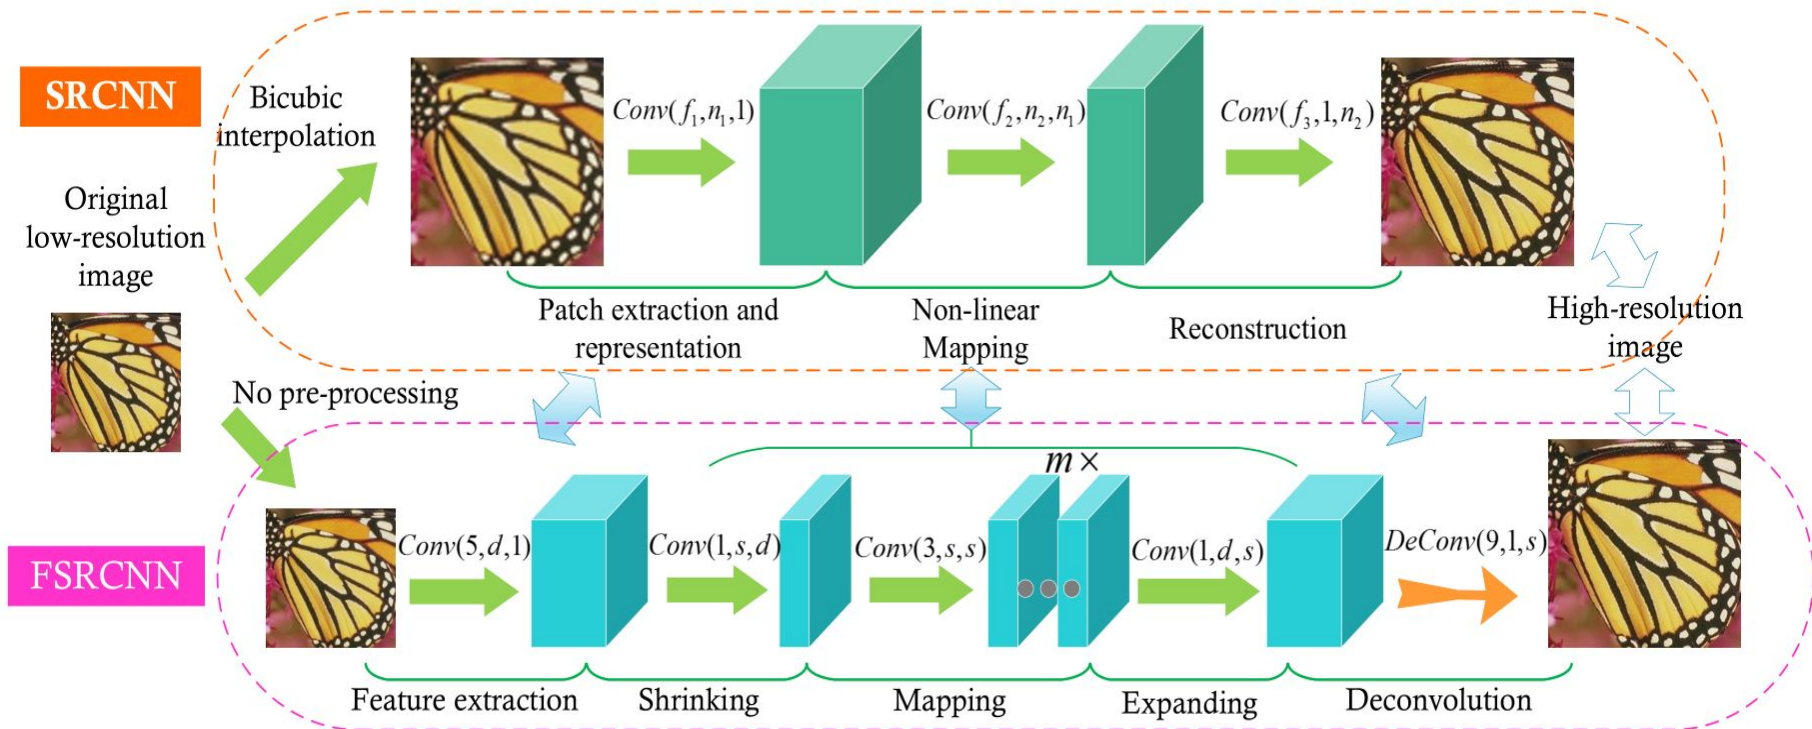 SRCNN
Bicubic
interpolation
Original
low-resolution
image
Conv(f₁,n₁,1)
Conv(f₂,n₂,n₁)
Conv(f₃,1,n₂)
Patch extraction and
representation
Non-linear
Mapping
Reconstruction
High-resolution
image
No pre-processing
m×
FSRCNN
Conv(5,d,1)
Conv(1,s,d)
Conv(3,s,s)
Conv(1,d,s)
DeConv(9,1,s)
Feature extraction
Shrinking
Mapping
Expanding
Deconvolution